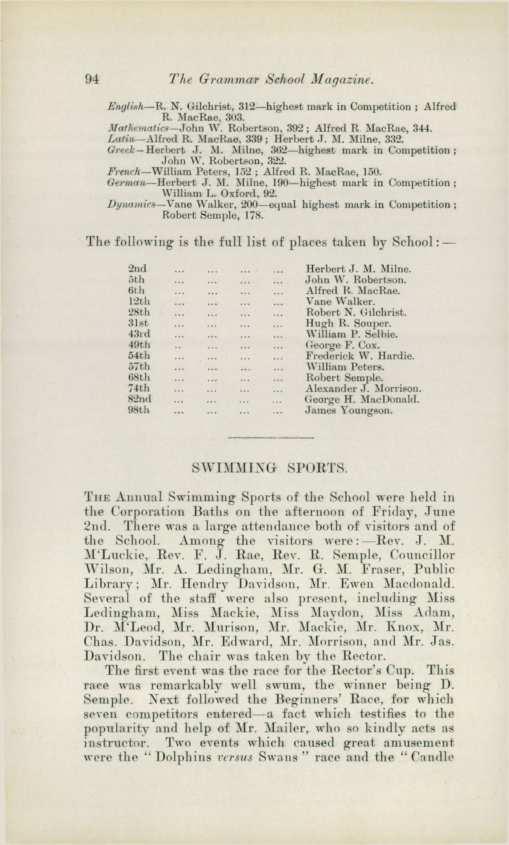 94 The Grammar School Magazine.
English—R. N. Gilchrist, 312—highest mark in Competition ; Alfred
R. MacRae, 303.
Mathematics—John W. Robertson, 392 ; Alfred R. MacRae, 344.
Latin—Alfred R. MacRae, 339 ; Herbert J. M. Milne, 332.
Greek—Herbert J. M. Milne, 362—highest mark in Competition ;
John W. Robertson, 322.
French—William Peters, 152 ; Alfred R. MacRae, 150.
German—Herbert J. M. Milne, 190—highest mark in Competition ;
William L. Oxford, 92.
Dynamics—Vane Walker, 200—equal highest mark in Competition ;
Robert Semple, 178.
The following is the full list of places taken by School :—
2nd ... ... ... ... Herbert J. M. Milne.
5th ... ... ... ... John W. Robertson.
6th ... ... ... ... Alfred R. MacRae.
12th ... ... ... ... Vane Walker.
28th ... ... ... ... Robert N. Gilchrist.
31st ... ... ... ... Hugh R. Souper.
43rd ... ... ... ... William P. Selbie.
49th .. ... ... ... George F. Cox.
54th ... ... ... ... Frederick W. Hardie.
57th ... ... ... ... William Peters.
68th ... ... ... ... Robert Semple.
74th ... ... ... ... Alexander J. Morrison.
82nd ... ... ... ... George H. MacDonald.
98th ... ... ... ... James Youngson.
SWIMMING SPORTS.
THE Annual Swimming Sports of the School were held in
the Corporation Baths on the afternoon of Friday, June
2nd. There was a large attendance both of visitors and of
the School. Among the visitors were :—Rev. J. M.
M'Luckie, Rev. F. J. Rae, Rev. R. Semple, Councillor
Wilson, Mr. A. Ledingham, Mr. G. M. Fraser, Public
Library ; Mr. Hendry Davidson, Mr. Ewen Macdonald.
Several of the staff were also present, including Miss
Ledingham, Miss Mackie, Miss Maydon, Miss Adam,
Dr. M'Leod, Mr. Murison, Mr. Mackie, Mr. Knox, Mr.
Chas. Davidson, Mr. Edward, Mr. Morrison, and Mr. Jas.
Davidson. The chair was taken by the Rector.
The first event was the race for the Rector's Cup. This
race was remarkably well swum, the winner being D.
Semple. Next followed the Beginners' Race, for which
seven competitors entered—a fact which testifies to the
popularity and help of Mr. Mailer, who so kindly acts as
instructor. Two events which caused great amusement
were the " Dolphins versus Swans " race and the " Candle